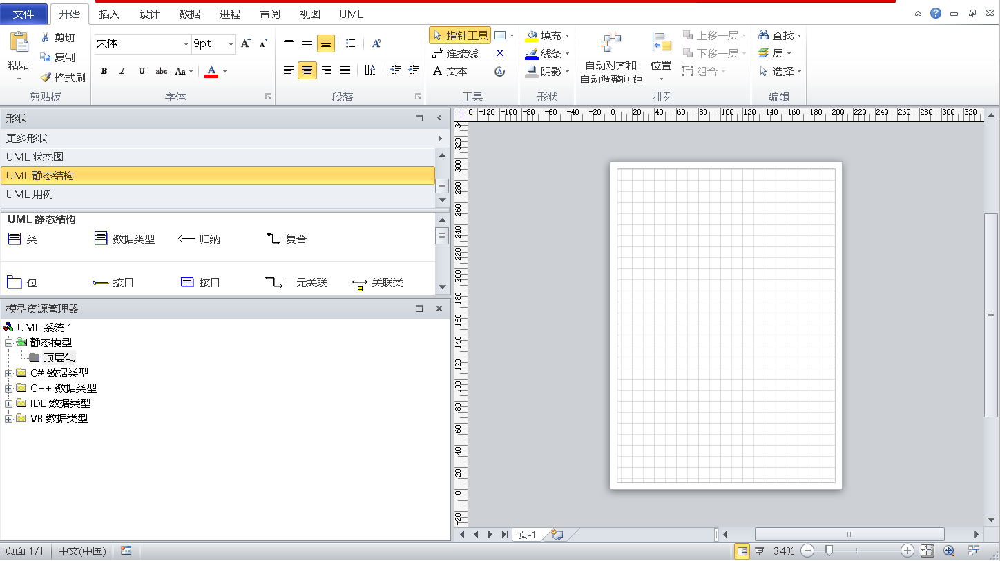 文件 开始 插入 设计 数据 进程 审阅 视图 UML
粘贴 剪切 复制 格式刷 剪贴板
宋体 9pt
B I U abc Aa A 字体
段落
指针工具 连接线 A 文本 工具
填充 线条 阴影 形状
自动对齐和
自动调整间距 位置 上移一层 下移一层 组合 排列
查找 层 选择 编辑
形状
更多形状
UML 状态图
UML 静态结构
UML 用例
UML 静态结构
类 数据类型 归纳 复合
包 接口 接口 二元关联 关联类
模型资源管理器
UML 系统 1
静态模型
顶层包
C# 数据类型
C++ 数据类型
IDL 数据类型
VB 数据类型
0 -120 -100 -80 -60 -40 -20 0 20 40 60 80 100 120 140 160 180 200 220 240 260 280 300 320
34
320
300
280
260
240
220
200
180
160
140
120
100
80
60
40
20
0
-20
页-1
页面 1/1 中文(中国) 34%